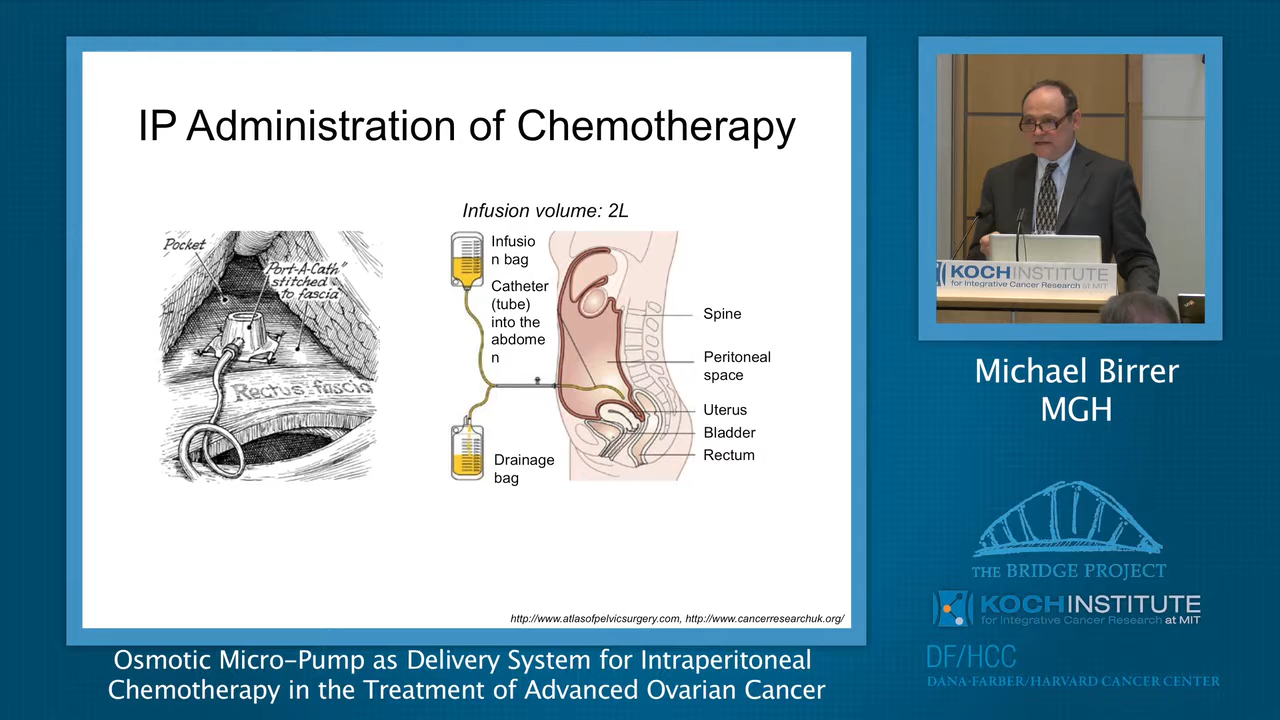 IP Administration of Chemotherapy
Infusion volume: 2L
Pocket
Port-A-Cath"
stitched
to fascia
Rectus fascia
Infusio
n bag
Catheter
(tube)
into the
abdome
n
Drainage
bag
Spine
Peritoneal
space
Uterus
Bladder
Rectum
http://www.atlasofpelvicsurgery.com, http://www.cancerresearchuk.org/
KOCH INSTITUTE
for Integrative Cancer Research at MIT
Michael Birrer
MGH
THE BRIDGE PROJECT
KOCH INSTITUTE
for Integrative Cancer Research at MIT
DF/HCC
DANA-FARBER/HARVARD CANCER CENTER
Osmotic Micro-Pump as Delivery System for Intraperitoneal
Chemotherapy in the Treatment of Advanced Ovarian Cancer